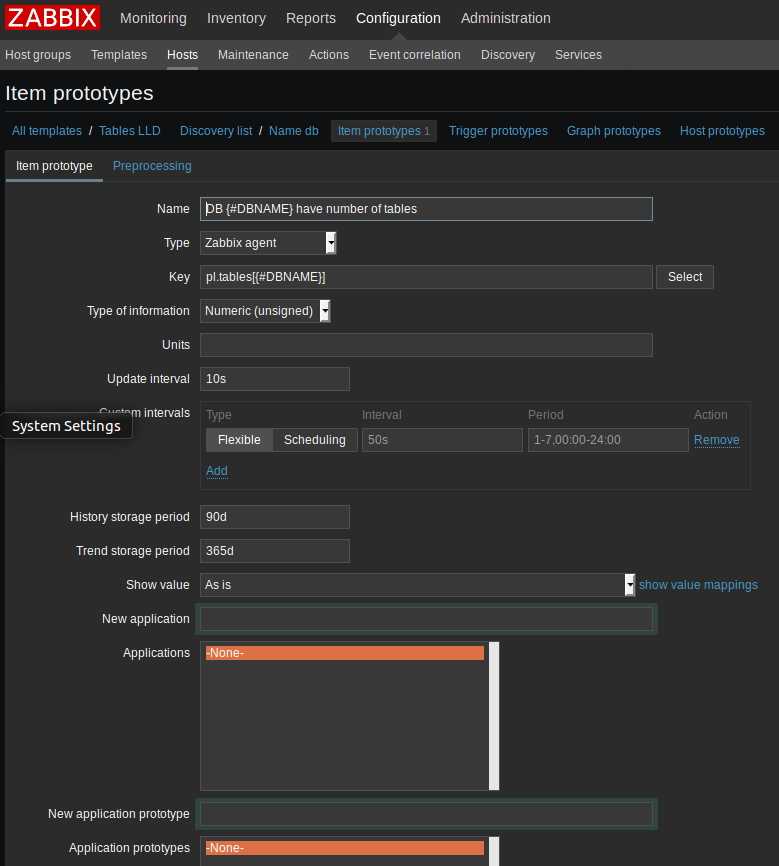 ZABBIX Monitoring Inventory Reports Configuration Administration
Host groups Templates Hosts Maintenance Actions Event correlation Discovery Services
Item prototypes
All templates / Tables LLD Discovery list / Name db Item prototypes 1 Trigger prototypes Graph prototypes Host prototypes
Item prototype Preprocessing
Name DB {#DBNAME} have number of tables
Type Zabbix agent
Key pl.tables[{#DBNAME}] Select
Type of information Numeric (unsigned)
Units
Update interval 10s
Custom intervals Type Interval Period Action
System Settings
Flexible Scheduling 50s 1-7,00:00-24:00 Remove
Add
History storage period 90d
Trend storage period 365d
Show value As is show value mappings
New application
Applications -None-
New application prototype
Application prototypes -None-